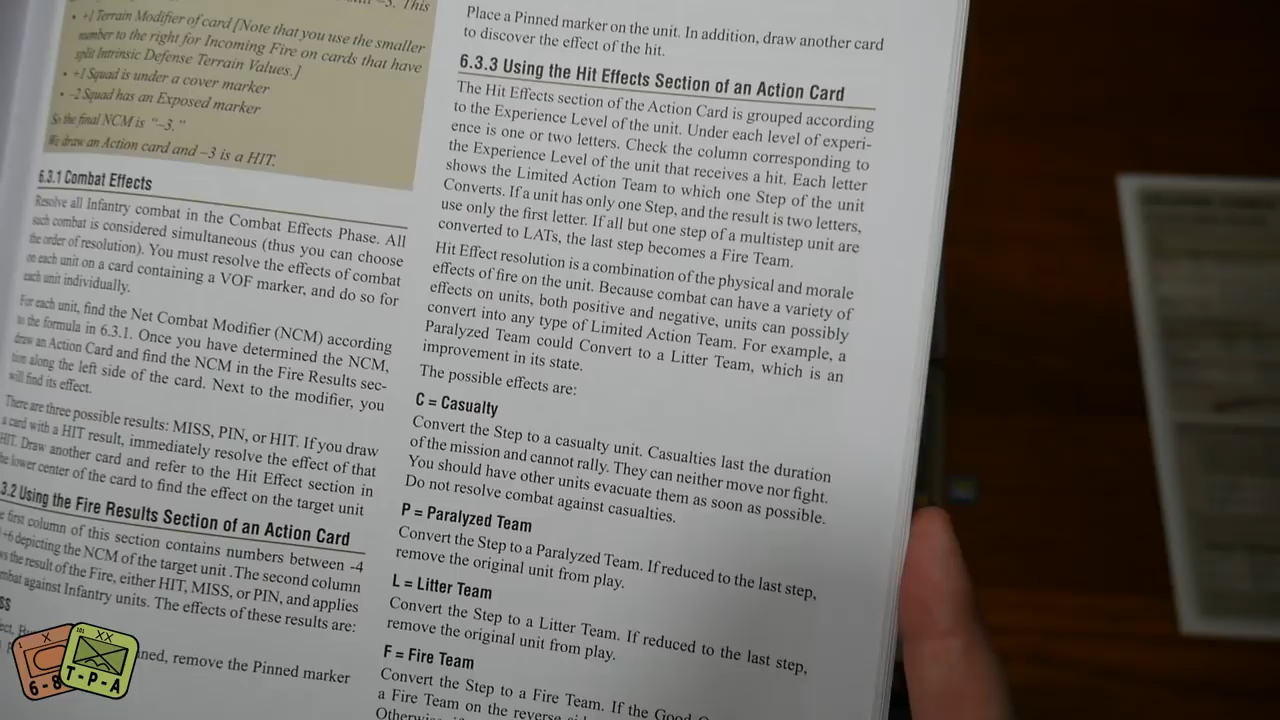 −3. This
• +1 Terrain Modifier of card [Note that you use the smaller
number to the right for Incoming Fire on cards that have
split Intrinsic Defense Terrain Values.]
• +1 Squad is under a cover marker
• –2 Squad has an Exposed marker
So the final NCM is “–3.”
We draw an Action card and –3 is a HIT.
6.3.1 Combat Effects
Resolve all Infantry combat in the Combat Effects Phase. All
such combat is considered simultaneous (thus you can choose
the order of resolution). You must resolve the effects of combat
on each unit on a card containing a VOF marker, and do so for
each unit individually.
For each unit, find the Net Combat Modifier (NCM) according
to the formula in 6.3.1. Once you have determined the NCM,
draw an Action Card and find the NCM in the Fire Results sec-
tion along the left side of the card. Next to the modifier, you
will find its effect.
There are three possible results: MISS, PIN, or HIT. If you draw
a card with a HIT result, immediately resolve the effect of that
HIT. Draw another card and refer to the Hit Effect section in
the lower center of the card to find the effect on the target unit
3.2 Using the Fire Results Section of an Action Card
first column of this section contains numbers between -4
+6 depicting the NCM of the target unit .The second column
the result of the Fire, either HIT, MISS, or PIN, and applies
against Infantry units. The effects of these results are:
remove the Pinned marker
Place a Pinned marker on the unit. In addition, draw another card
to discover the effect of the hit.
6.3.3 Using the Hit Effects Section of an Action Card
The Hit Effects section of the Action Card is grouped according
to the Experience Level of the unit. Under each level of experi-
ence is one or two letters. Check the column corresponding to
the Experience Level of the unit that receives a hit. Each letter
shows the Limited Action Team to which one Step of the unit
Converts. If a unit has only one Step, and the result is two letters,
use only the first letter. If all but one step of a multistep unit are
converted to LATs, the last step becomes a Fire Team.
Hit Effect resolution is a combination of the physical and morale
effects of fire on the unit. Because combat can have a variety of
effects on units, both positive and negative, units can possibly
convert into any type of Limited Action Team. For example, a
Paralyzed Team could Convert to a Litter Team, which is an
improvement in its state.
The possible effects are:
C = Casualty
Convert the Step to a casualty unit. Casualties last the duration
of the mission and cannot rally. They can neither move nor fight.
You should have other units evacuate them as soon as possible.
Do not resolve combat against casualties.
P = Paralyzed Team
Convert the Step to a Paralyzed Team. If reduced to the last step,
remove the original unit from play.
L = Litter Team
Convert the Step to a Litter Team. If reduced to the last step,
remove the original unit from play.
F = Fire Team
Convert the Step to a Fire Team. If the Good
a Fire Team on the reverse
X
6-8
XX
T-P-A